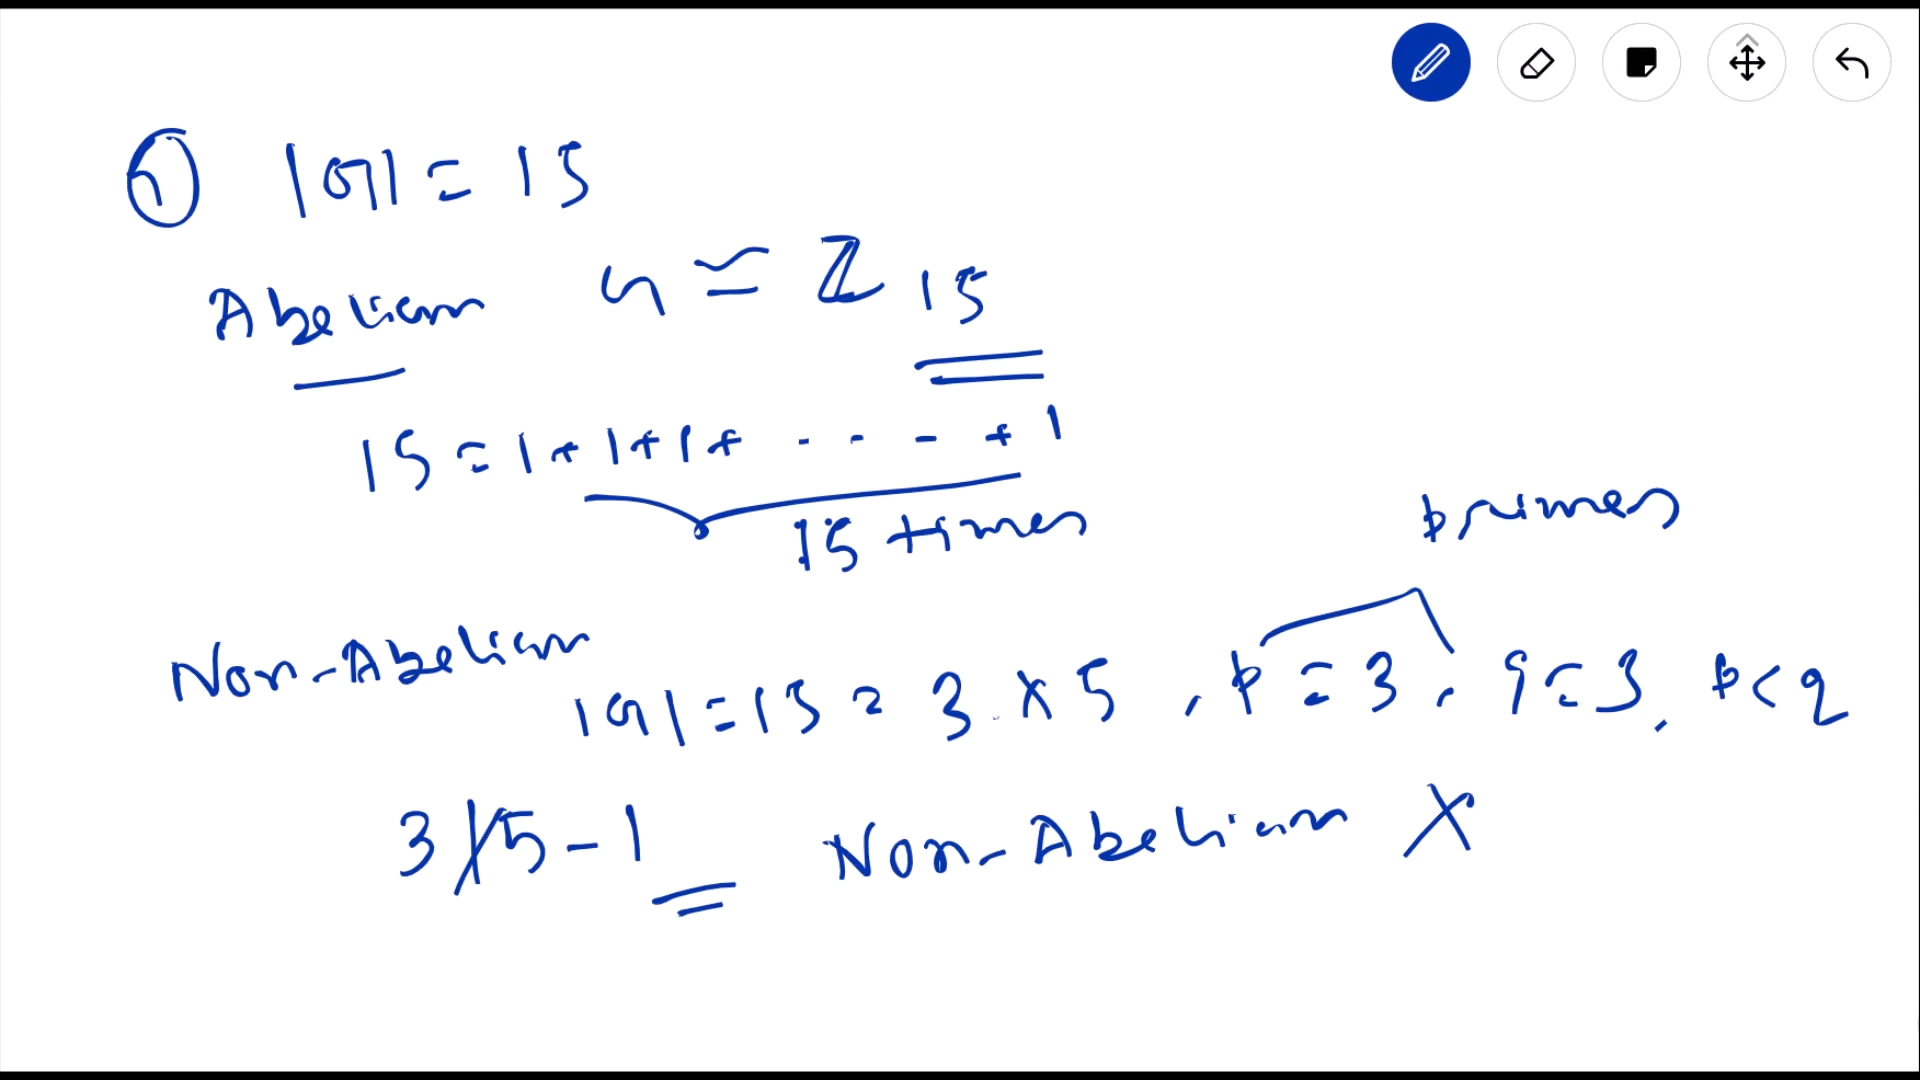 ① |G| = 15
Abelian G ≃ ℤ 15
15 = 1 + 1 + 1 + . - - - + 1
15 times
primes
Non-Abelian
|G| = 15 = 3 × 5 , p = 3 , q = 3 , p < q
3 ∤ 5 - 1 Non-Abelian X